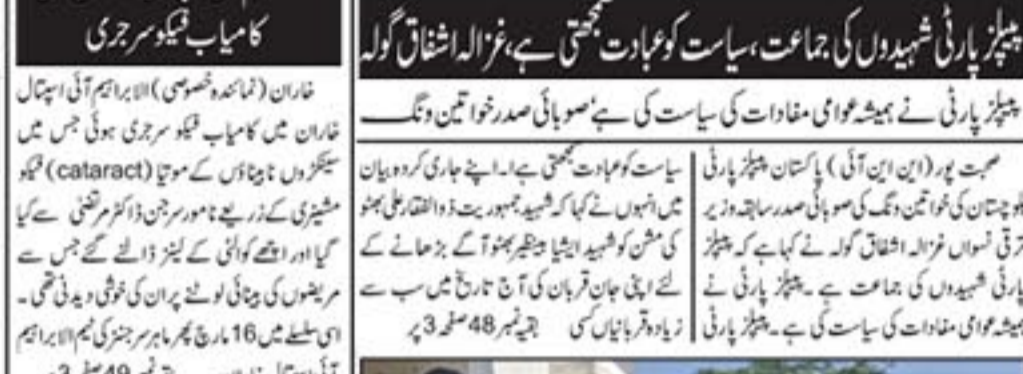 پیپلز پارٹی شہیدوں کی جماعت، سیاست کو عبادت سمجھتی ہے، غزالہ اشفاق گولہ
پیپلز پارٹی نے ہمیشہ عوامی مفادات کی سیاست کی ہے صوبائی صدر خواتین ونگ
صحبت پور (این این آئی) پاکستان پیپلز پارٹی
بلوچستان کی خواتین ونگ کی صوبائی صدر سابقہ وزیر
ترقی نسواں غزالہ اشفاق گولہ نے کہا ہے کہ پیپلز
پارٹی شہیدوں کی جماعت ہے ۔ پیپلز پارٹی نے
ہمیشہ عوامی مفادات کی سیاست کی ہے ۔ پیپلز پارٹی
سیاست کو عبادت سمجھتی ہے۔ اپنے جاری کردہ بیان
میں انہوں نے کہا کہ شہید جمہوریت ذوالفقار علی بھٹو
کی مشن کو شہید ایشیا بینظیر بھٹو آگے بڑھانے کے
لئے اپنی جان قربان کی آج تاریخ میں سب سے
زیادہ قربانیاں کسی بقیہ نمبر 48 صفحہ 3 پر
کامیاب فیکو سرجری
خاران (نمائندہ خصوصی) الابراہیم آئی اسپتال
خاران میں کامیاب فیکو سرجری ہوئی جس میں
سینکڑوں نابیناؤں کے موتیا (cataract) فیکو
مشینری کے ذریعے نامور سرجن ڈاکٹر مرتضیٰ سے کیا
گیا اور اچھے کوالٹی کے لینز ڈالئے گئے جس سے
مریضوں کی بینائی لوٹنے پر ان کی خوشی دیدنی تھی ۔
اسی سلسلے میں 16 مارچ پھر ماہر سرجنز کی ٹیم الابراہیم